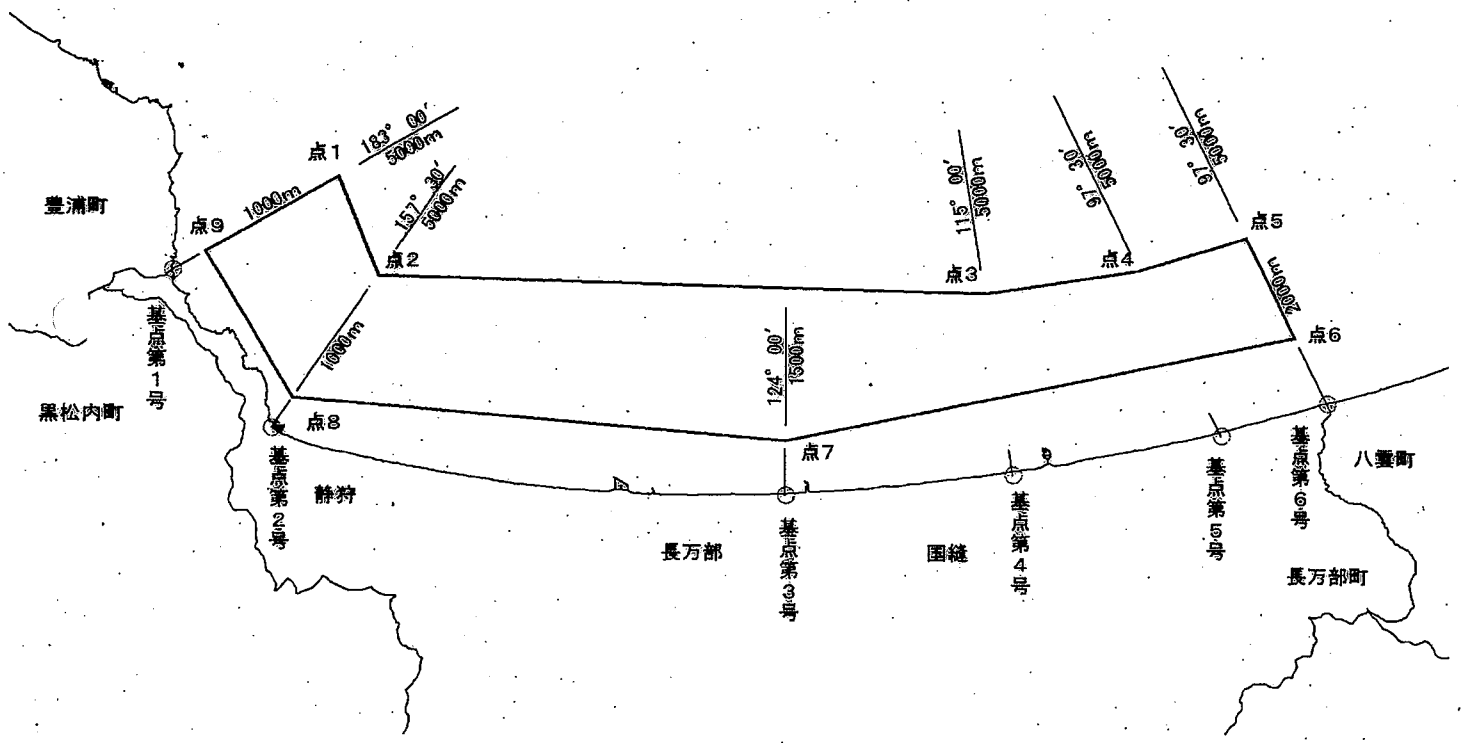 点1
183° 00′
5000m
1000m
点9
157° 30′
5000m
点2
豊浦町
115° 00′
5000m
97° 30′
5000m
97° 30′
5000m
点3
点4
点5
2000m
点6
1000m
124° 00′
1500m
基点第1号
黒松内町
点8
点7
基点第2号
静狩
長万部
基点第3号
国縫
基点第4号
基点第5号
基点第6号
八雲町
長万部町